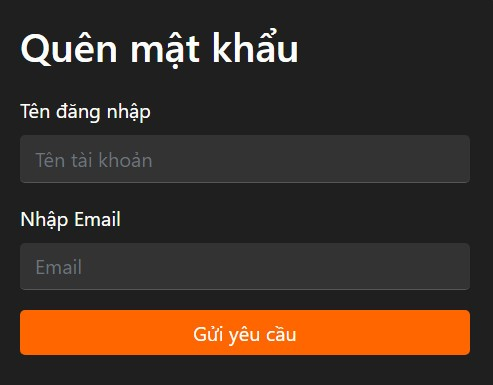 Quên mật khẩu
Tên đăng nhập
Tên tài khoản
Nhập Email
Email
Gửi yêu cầu